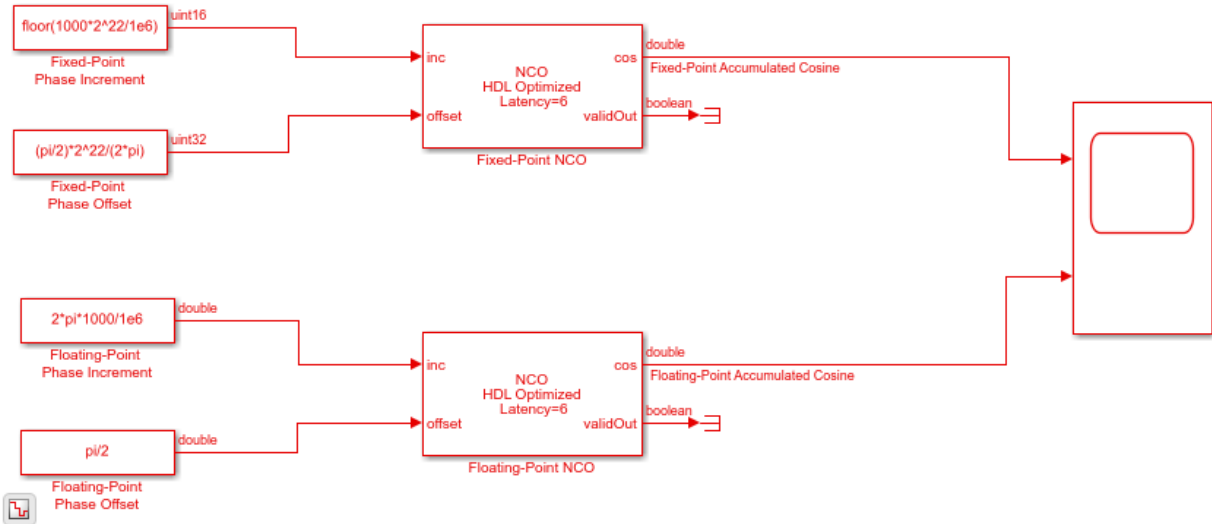 floor(1000*2^22/1e6)
uint16
Fixed-Point
Phase Increment
(pi/2)*2^22/(2*pi)
uint32
Fixed-Point
Phase Offset
inc
offset
NCO
HDL Optimized
Latency=6
cos
validOut
Fixed-Point NCO
double
Fixed-Point Accumulated Cosine
boolean
2*pi*1000/1e6
double
Floating-Point
Phase Increment
pi/2
double
Floating-Point
Phase Offset
inc
offset
NCO
HDL Optimized
Latency=6
cos
validOut
Floating-Point NCO
double
Floating-Point Accumulated Cosine
boolean